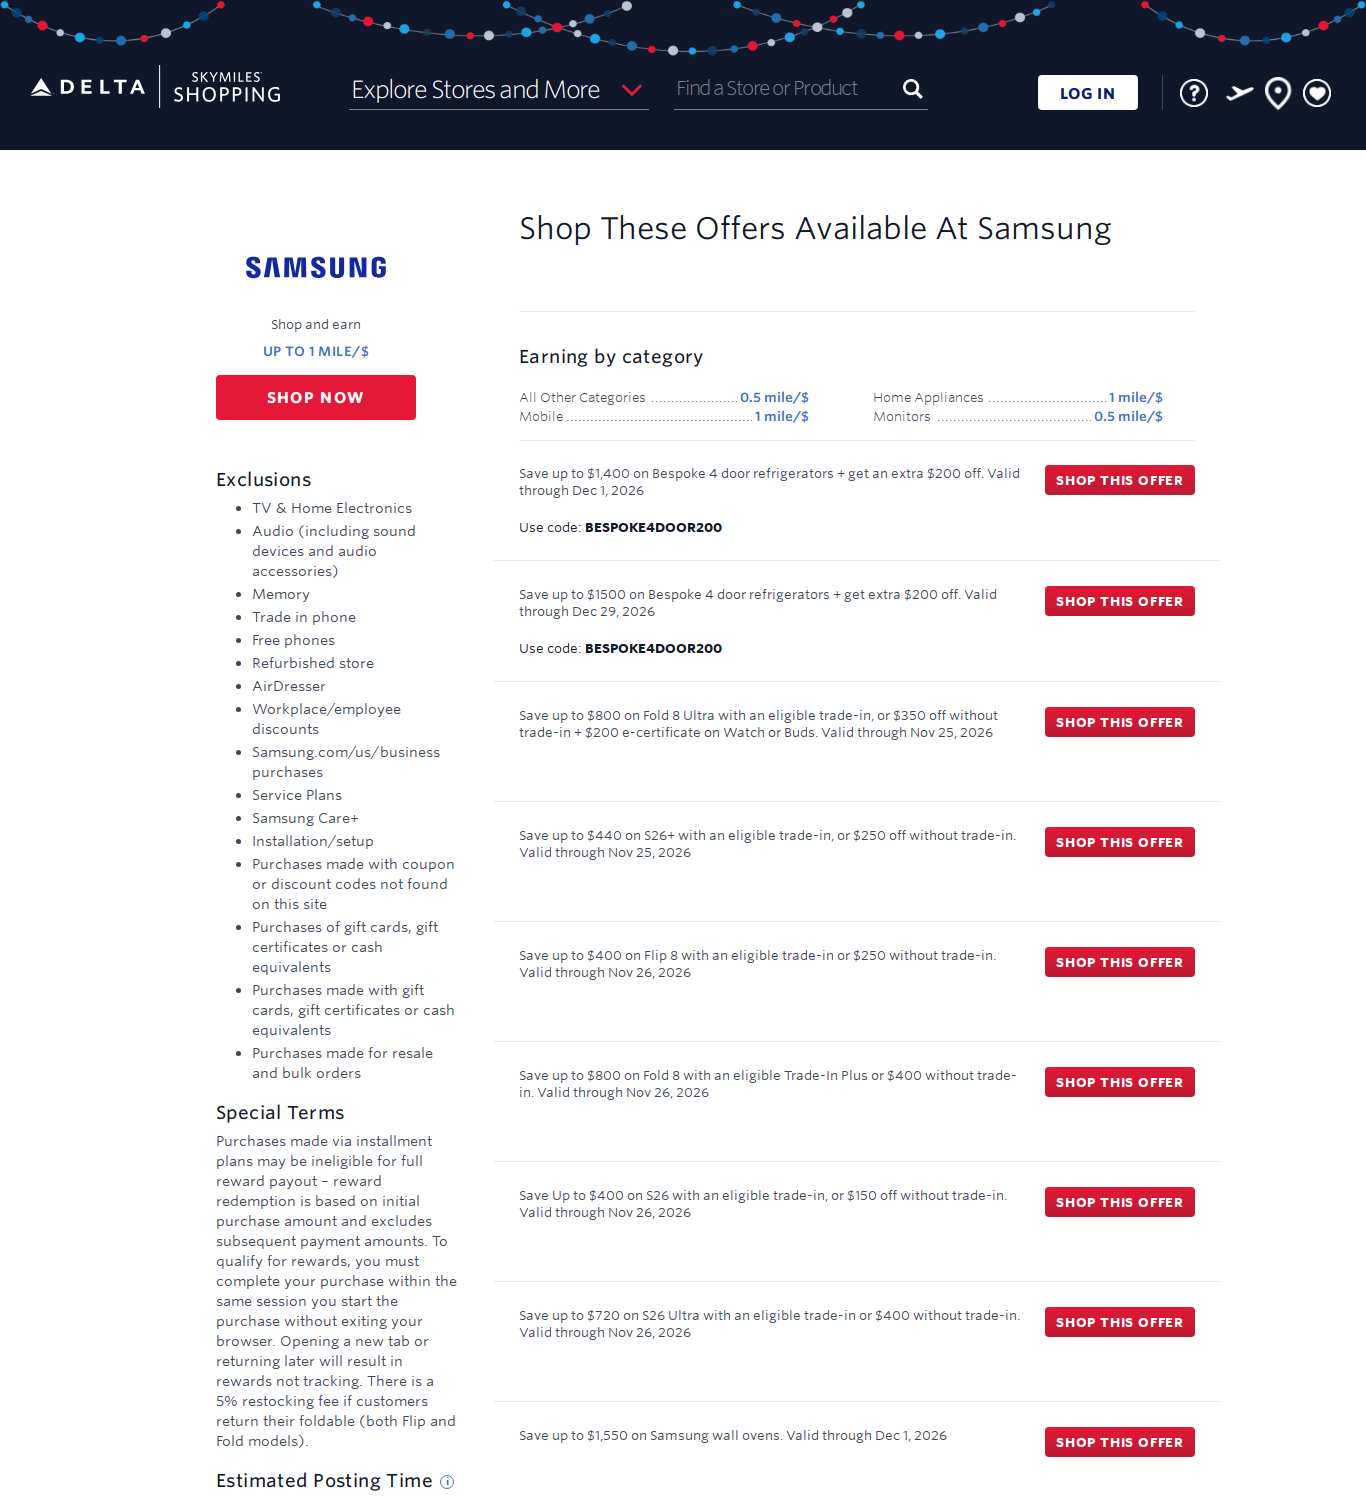 DELTA
SKYMILES
SHOPPING
Explore Stores and More
Find a Store or Product
LOG IN
SAMSUNG
Shop and earn
UP TO 1 MILE/$
SHOP NOW
Exclusions
• TV & Home Electronics
• Audio (including sound
devices and audio
accessories)
• Memory
• Trade in phone
• Free phones
• Refurbished store
• AirDresser
• Workplace/employee
discounts
• Samsung.com/us/business
purchases
• Service Plans
• Samsung Care+
• Installation/setup
• Purchases made with coupon
or discount codes not found
on this site
• Purchases of gift cards, gift
certificates or cash
equivalents
• Purchases made with gift
cards, gift certificates or cash
equivalents
• Purchases made for resale
and bulk orders
Special Terms
Purchases made via installment
plans may be ineligible for full
reward payout – reward
redemption is based on initial
purchase amount and excludes
subsequent payment amounts. To
qualify for rewards, you must
complete your purchase within the
same session you start the
purchase without exiting your
browser. Opening a new tab or
returning later will result in
rewards not tracking. There is a
5% restocking fee if customers
return their foldable (both Flip and
Fold models).
Estimated Posting Time
Shop These Offers Available At Samsung
Earning by category
All Other Categories ...................... 0.5 mile/$
Mobile ............................................... 1 mile/$
Home Appliances .............................. 1 mile/$
Monitors ....................................... 0.5 mile/$
Save up to $1,400 on Bespoke 4 door refrigerators + get an extra $200 off. Valid
through Dec 1, 2026
SHOP THIS OFFER
Use code: BESPOKE4DOOR200
Save up to $1500 on Bespoke 4 door refrigerators + get extra $200 off. Valid
through Dec 29, 2026
SHOP THIS OFFER
Use code: BESPOKE4DOOR200
Save up to $800 on Fold 8 Ultra with an eligible trade-in, or $350 off without
trade-in + $200 e-certificate on Watch or Buds. Valid through Nov 25, 2026
SHOP THIS OFFER
Save up to $440 on S26+ with an eligible trade-in, or $250 off without trade-in.
Valid through Nov 25, 2026
SHOP THIS OFFER
Save up to $400 on Flip 8 with an eligible trade-in or $250 without trade-in.
Valid through Nov 26, 2026
SHOP THIS OFFER
Save up to $800 on Fold 8 with an eligible Trade-In Plus or $400 without trade-
in. Valid through Nov 26, 2026
SHOP THIS OFFER
Save Up to $400 on S26 with an eligible trade-in, or $150 off without trade-in.
Valid through Nov 26, 2026
SHOP THIS OFFER
Save up to $720 on S26 Ultra with an eligible trade-in or $400 without trade-in.
Valid through Nov 26, 2026
SHOP THIS OFFER
Save up to $1,550 on Samsung wall ovens. Valid through Dec 1, 2026
SHOP THIS OFFER